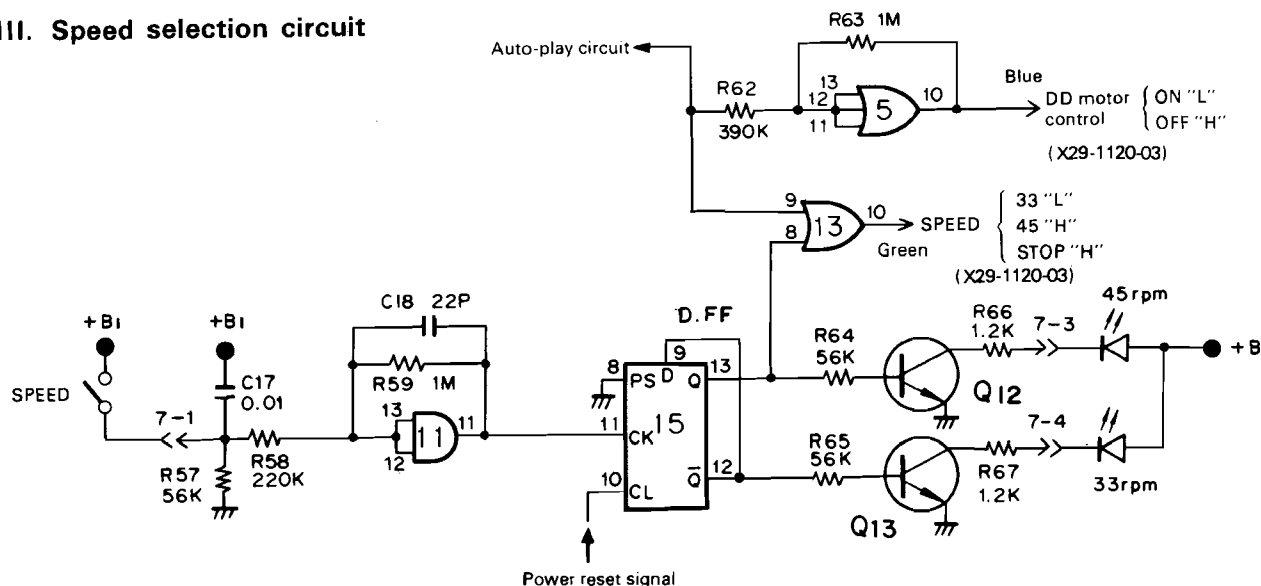 III. Speed selection circuit
R63 1M
Auto-play circuit
R62
390K
13
12
11
5
10
Blue
DD motor
control
ON "L"
OFF "H"
(X29-1120-03)
9
8
13
10
SPEED
Green
33 "L"
45 "H"
STOP "H"
(X29-1120-03)
+B1
+B1
SPEED
7-1
C17
0.01
R57
56K
R58
220K
C18 22P
R59 1M
13
12
11
11
D.FF
9
8
PS
D
Q
13
11
CK
15
10
CL
Q
12
Power reset signal
R64
56K
Q12
R66
1.2K
7-3
45rpm
+B
R65
56K
Q13
R67
1.2K
7-4
33rpm